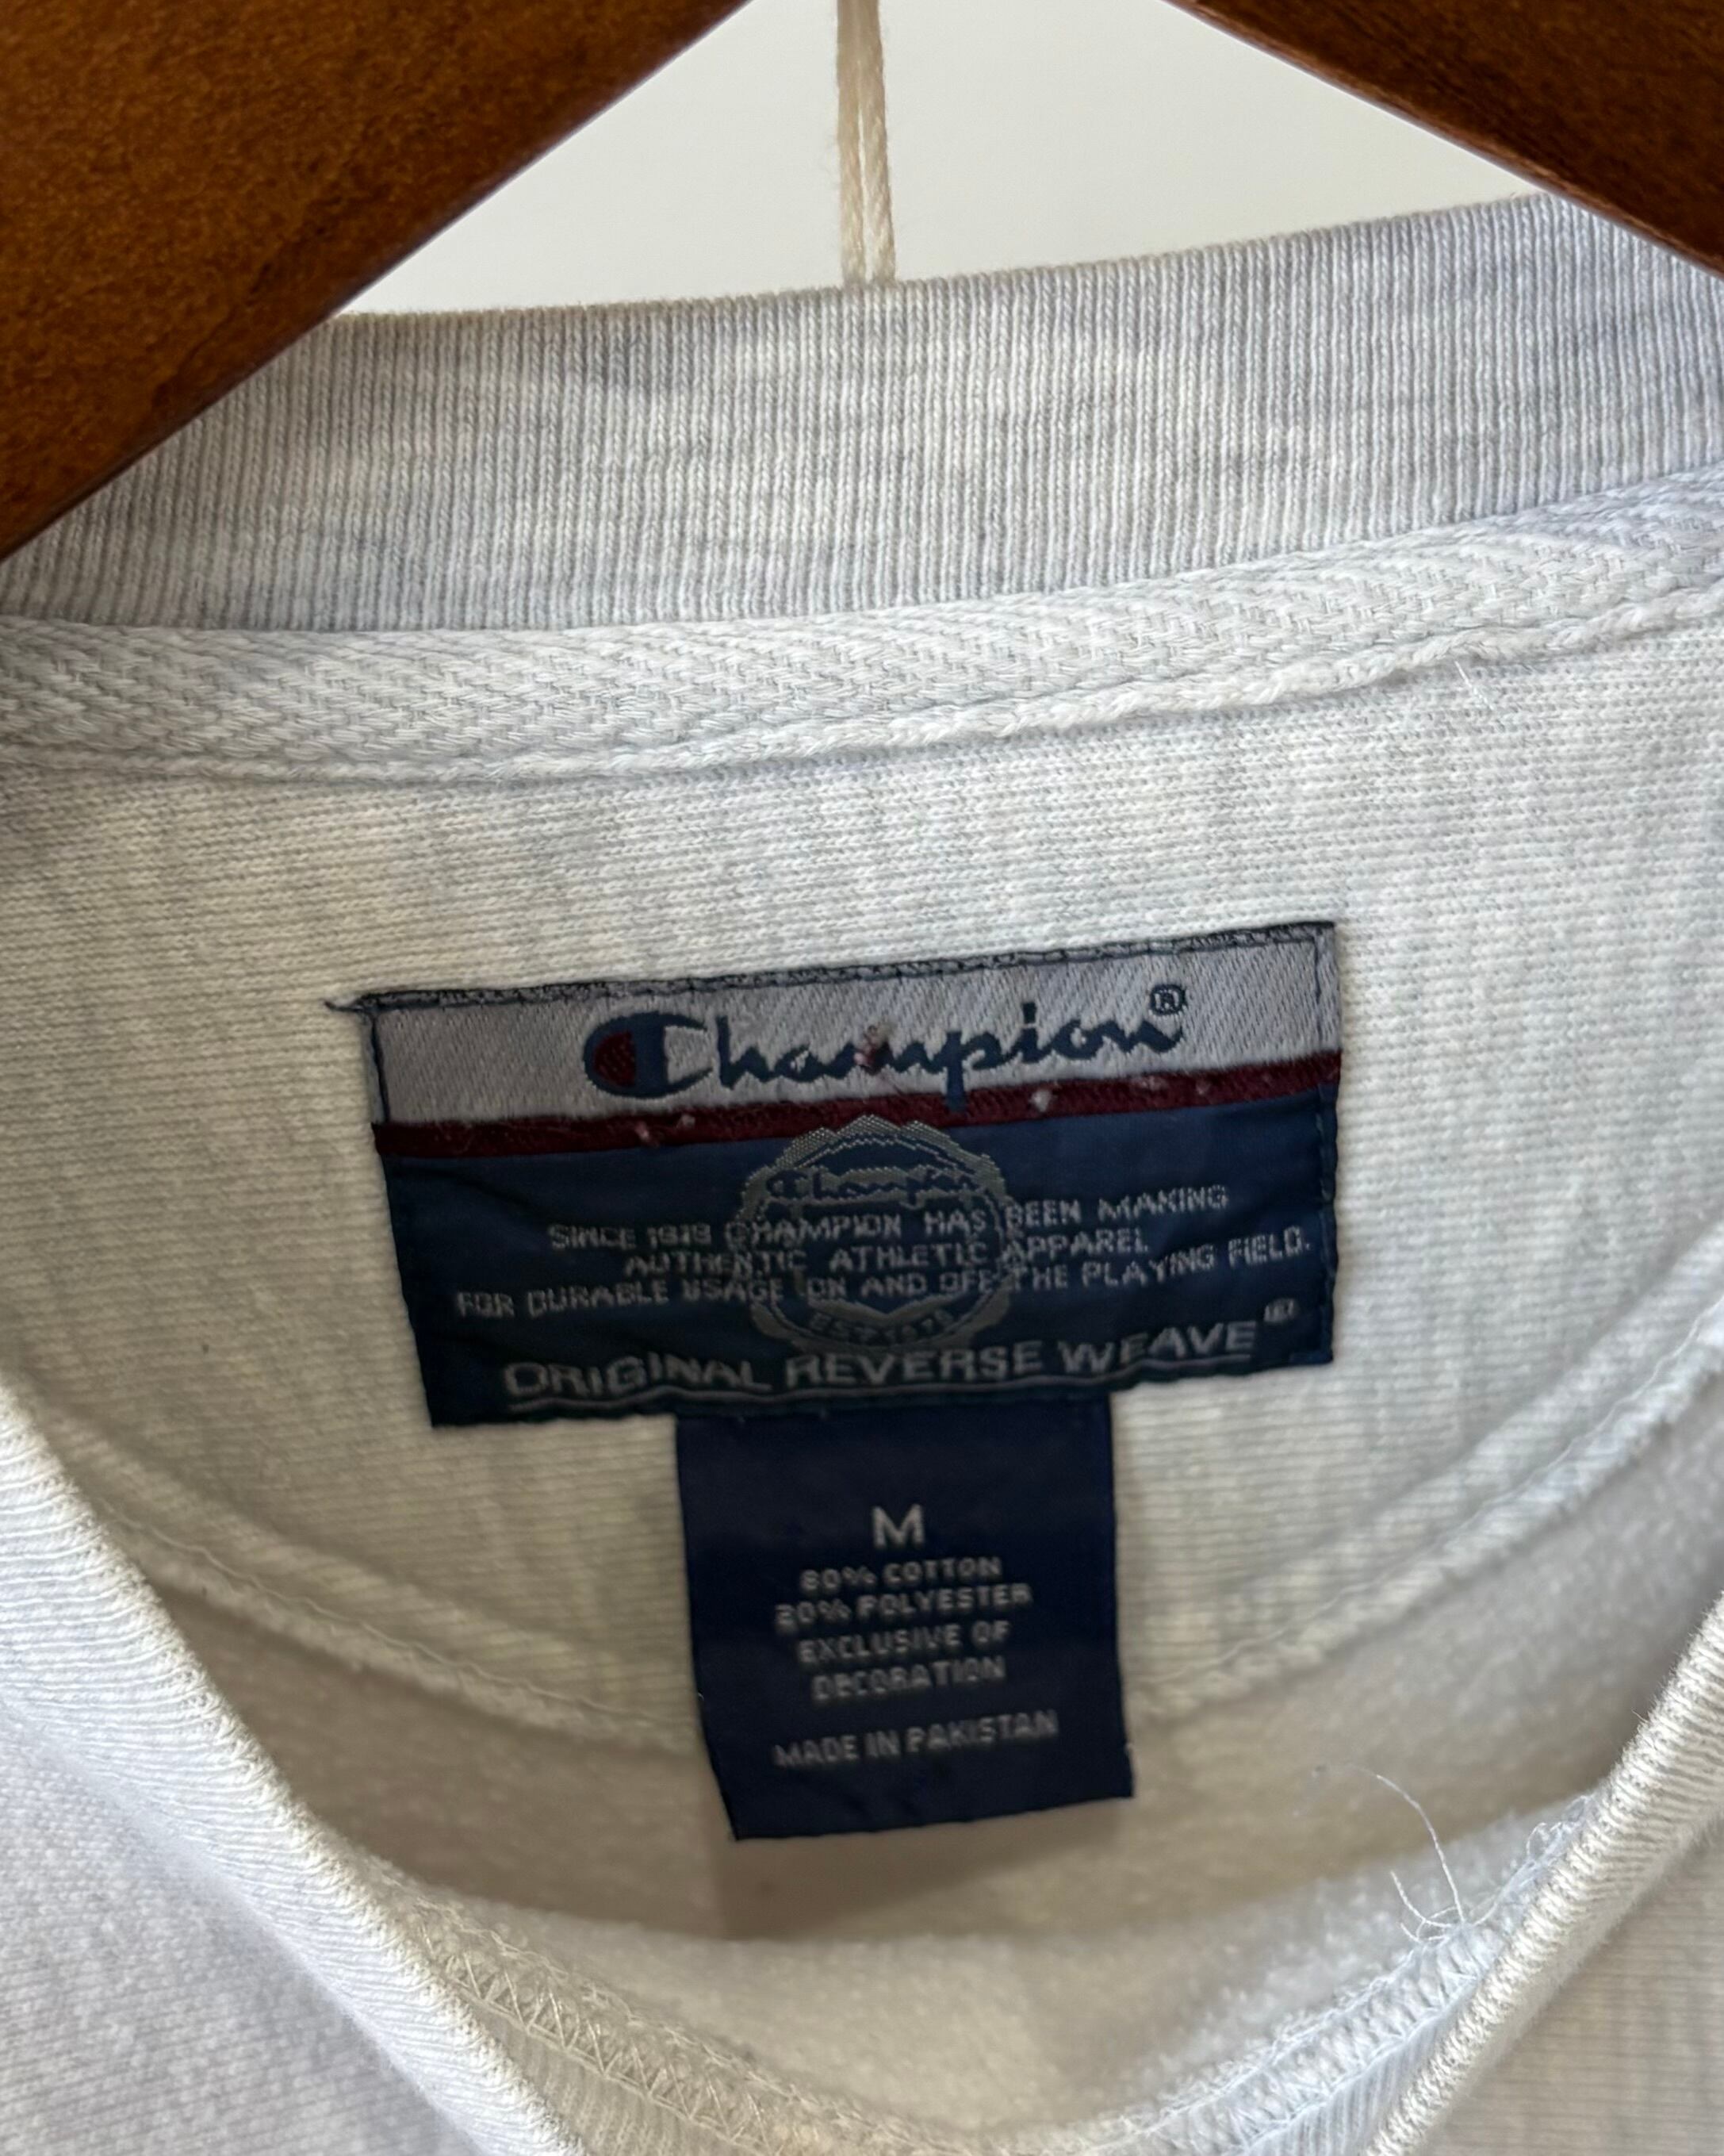 Champion®
Champion
SINCE 1919 CHAMPION HAS BEEN MAKING
AUTHENTIC ATHLETIC APPAREL
FOR DURABLE USAGE ON AND OFF THE PLAYING FIELD.
ORIGINAL REVERSE WEAVE®
M
80% COTTON
20% POLYESTER
EXCLUSIVE OF
DECORATION
MADE IN PAKISTAN